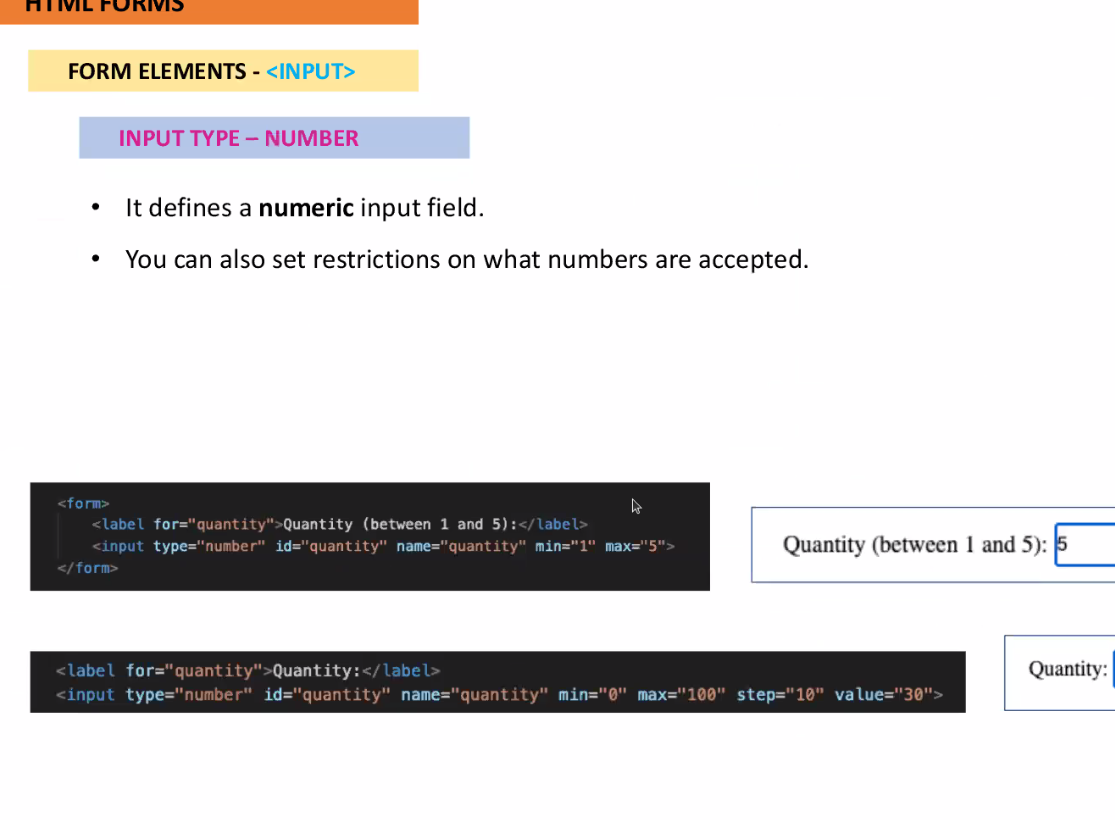 HTML FORMS
FORM ELEMENTS - <INPUT>
INPUT TYPE – NUMBER
• It defines a numeric input field.
• You can also set restrictions on what numbers are accepted.
<form>
<label for="quantity">Quantity (between 1 and 5):</label>
<input type="number" id="quantity" name="quantity" min="1" max="5">
</form>
Quantity (between 1 and 5): 5
<label for="quantity">Quantity:</label>
<input type="number" id="quantity" name="quantity" min="0" max="100" step="10" value="30">
Quantity: